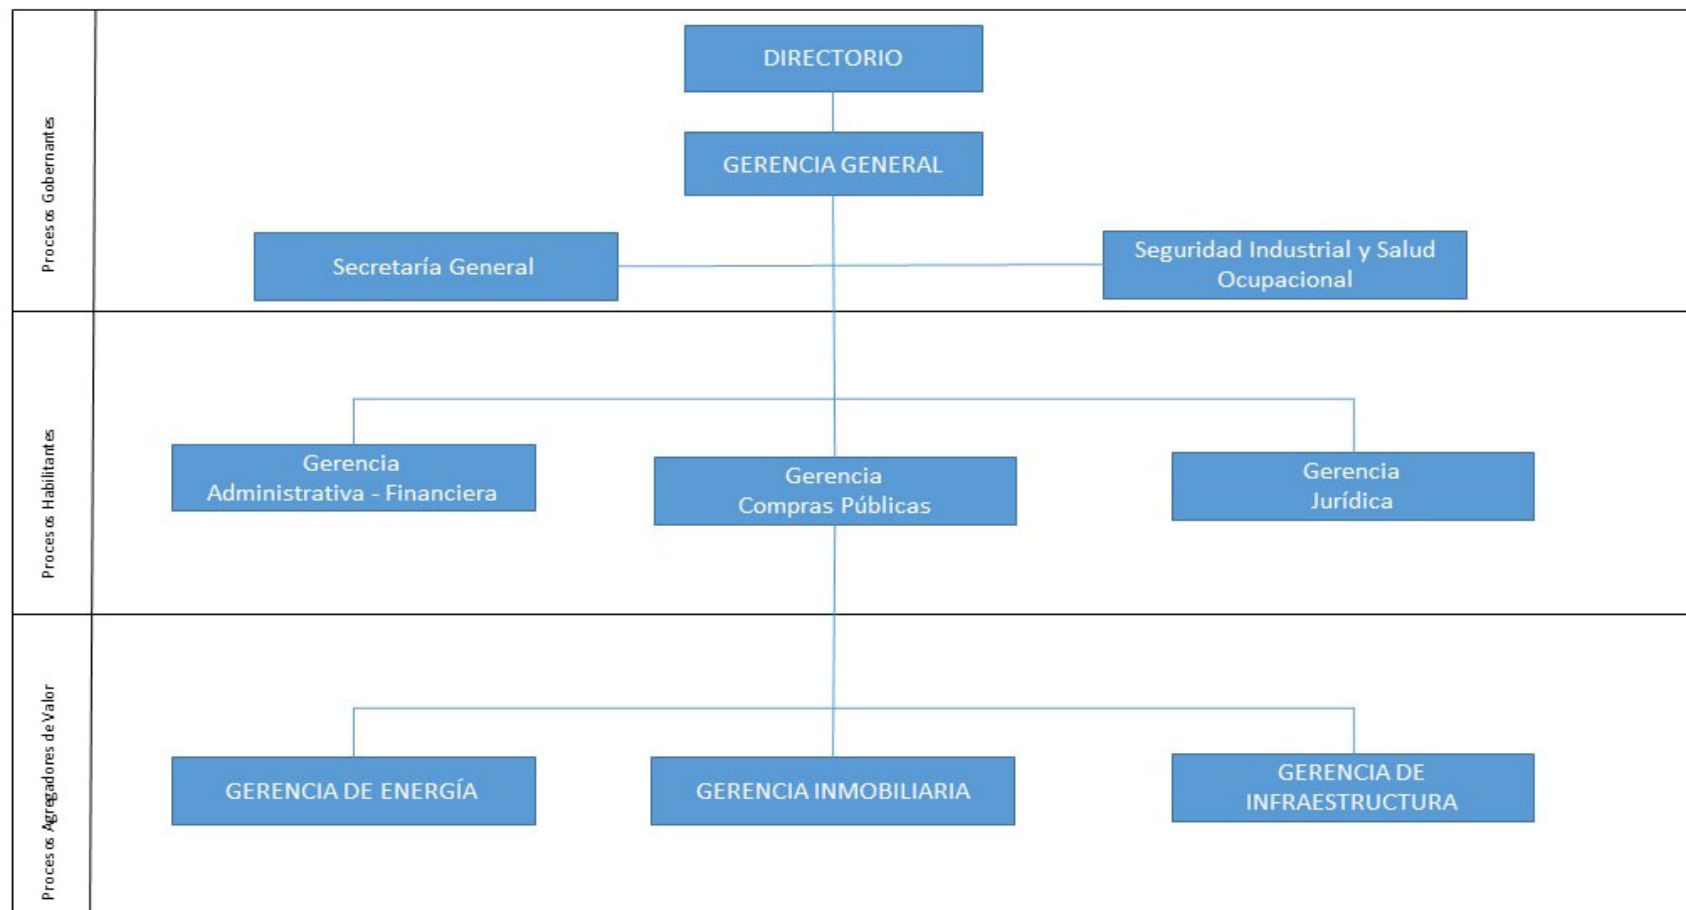 Procesos Gobernantes
DIRECTORIO
GERENCIA GENERAL
Secretaría General
Seguridad Industrial y Salud
Ocupacional
Procesos Habilitantes
Gerencia
Administrativa - Financiera
Gerencia
Compras Públicas
Gerencia
Jurídica
Procesos Agregadores de Valor
GERENCIA DE ENERGÍA
GERENCIA INMOBILIARIA
GERENCIA DE
INFRAESTRUCTURA